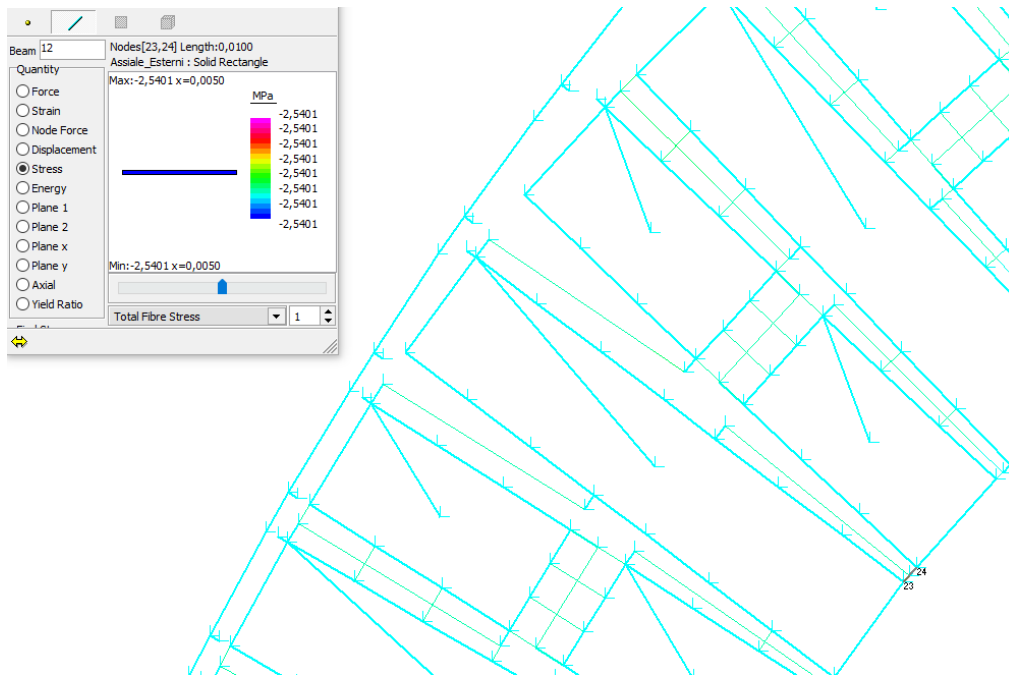 Beam 12
Nodes[23,24] Length:0,0100
Assiale_Esterni : Solid Rectangle
Quantity
Force
Strain
Node Force
Displacement
Stress
Energy
Plane 1
Plane 2
Plane x
Plane y
Axial
Yield Ratio
Max:-2,5401 x=0,0050
MPa
-2,5401
-2,5401
-2,5401
-2,5401
-2,5401
-2,5401
-2,5401
-2,5401
Min:-2,5401 x=0,0050
Total Fibre Stress
1
24
23